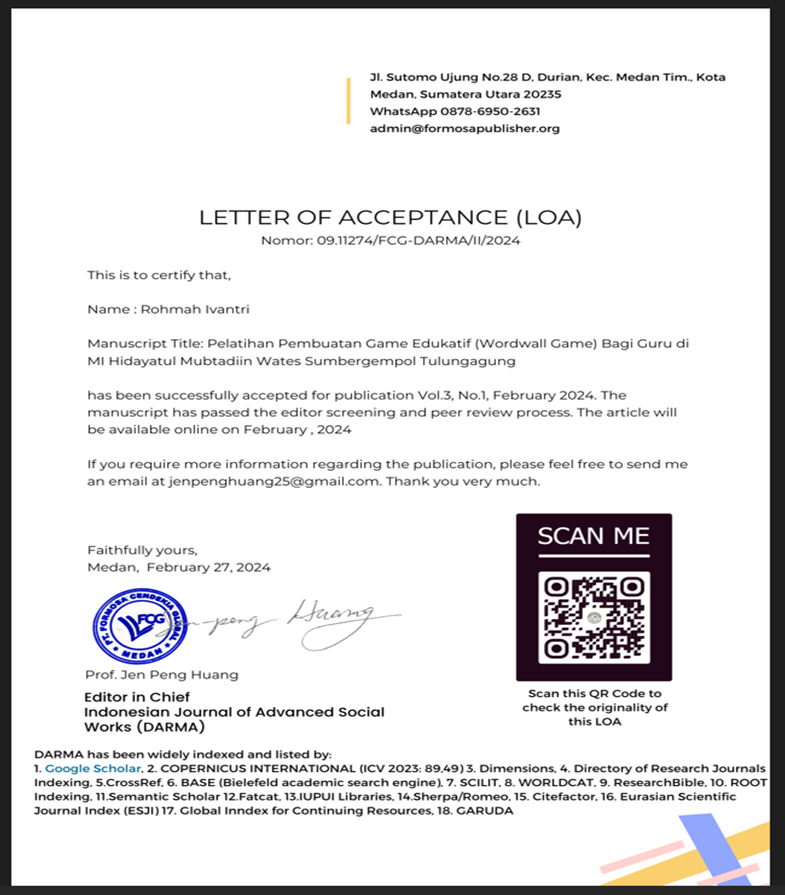 Jl. Sutomo Ujung No.28 D, Durian, Kec. Medan Tim., Kota
Medan, Sumatera Utara 20235
WhatsApp 0878-6950-2631
admin@formosapublisher.org
LETTER OF ACCEPTANCE (LOA)
Nomor: 09.11274/FCG-DARMA/II/2024
This is to certify that,
Name : Rohmah Ivantri
Manuscript Title: Pelatihan Pembuatan Game Edukatif (Wordwall Game) Bagi Guru di
MI Hidayatul Mubtadiin Wates Sumbergempol Tulungagung
has been successfully accepted for publication Vol.3, No.1, February 2024. The
manuscript has passed the editor screening and peer review process. The article will
be available online on February , 2024
If you require more information regarding the publication, please feel free to send me
an email at jenpenghuang25@gmail.com. Thank you very much.
Faithfully yours,
Medan, February 27, 2024
PT. FORMOSA CENDEKIA GLOBAL
FCG
MEDAN
Jen-peng Huang
Prof. Jen Peng Huang
Editor in Chief
Indonesian Journal of Advanced Social
Works (DARMA)
SCAN ME
Scan this QR Code to
check the originality of
this LOA
DARMA has been widely indexed and listed by:
1. Google Scholar, 2. COPERNICUS INTERNATIONAL (ICV 2023: 89,49) 3. Dimensions, 4. Directory of Research Journals
Indexing, 5.CrossRef, 6. BASE (Bielefeld academic search engine), 7. SCILIT, 8. WORLDCAT, 9. ResearchBible, 10. ROOT
Indexing, 11.Semantic Scholar 12.Fatcat, 13.IUPUI Libraries, 14.Sherpa/Romeo, 15. Citefactor, 16. Eurasian Scientific
Journal Index (ESJI) 17. Global Inndex for Continuing Resources, 18. GARUDA